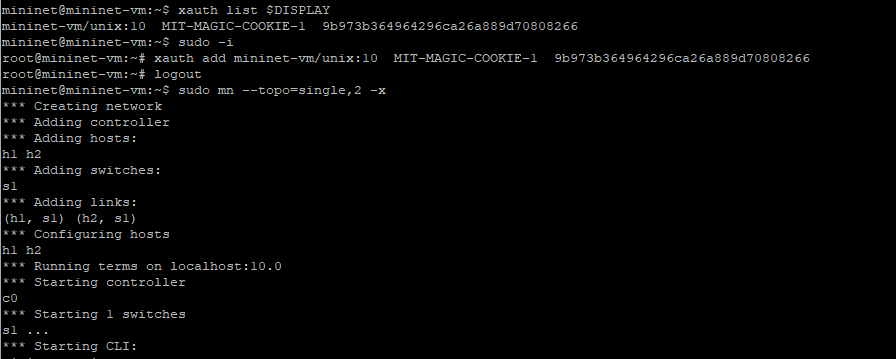 mininet@mininet-vm:~$ xauth list $DISPLAY
mininet-vm/unix:10  MIT-MAGIC-COOKIE-1  9b973b364964296ca26a889d70808266
mininet@mininet-vm:~$ sudo -i
root@mininet-vm:~# xauth add mininet-vm/unix:10  MIT-MAGIC-COOKIE-1  9b973b364964296ca26a889d70808266
root@mininet-vm:~# logout
mininet@mininet-vm:~$ sudo mn --topo=single,2 -x
*** Creating network
*** Adding controller
*** Adding hosts:
h1 h2
*** Adding switches:
s1
*** Adding links:
(h1, s1) (h2, s1)
*** Configuring hosts
h1 h2
*** Running terms on localhost:10.0
*** Starting controller
c0
*** Starting 1 switches
s1 ...
*** Starting CLI: